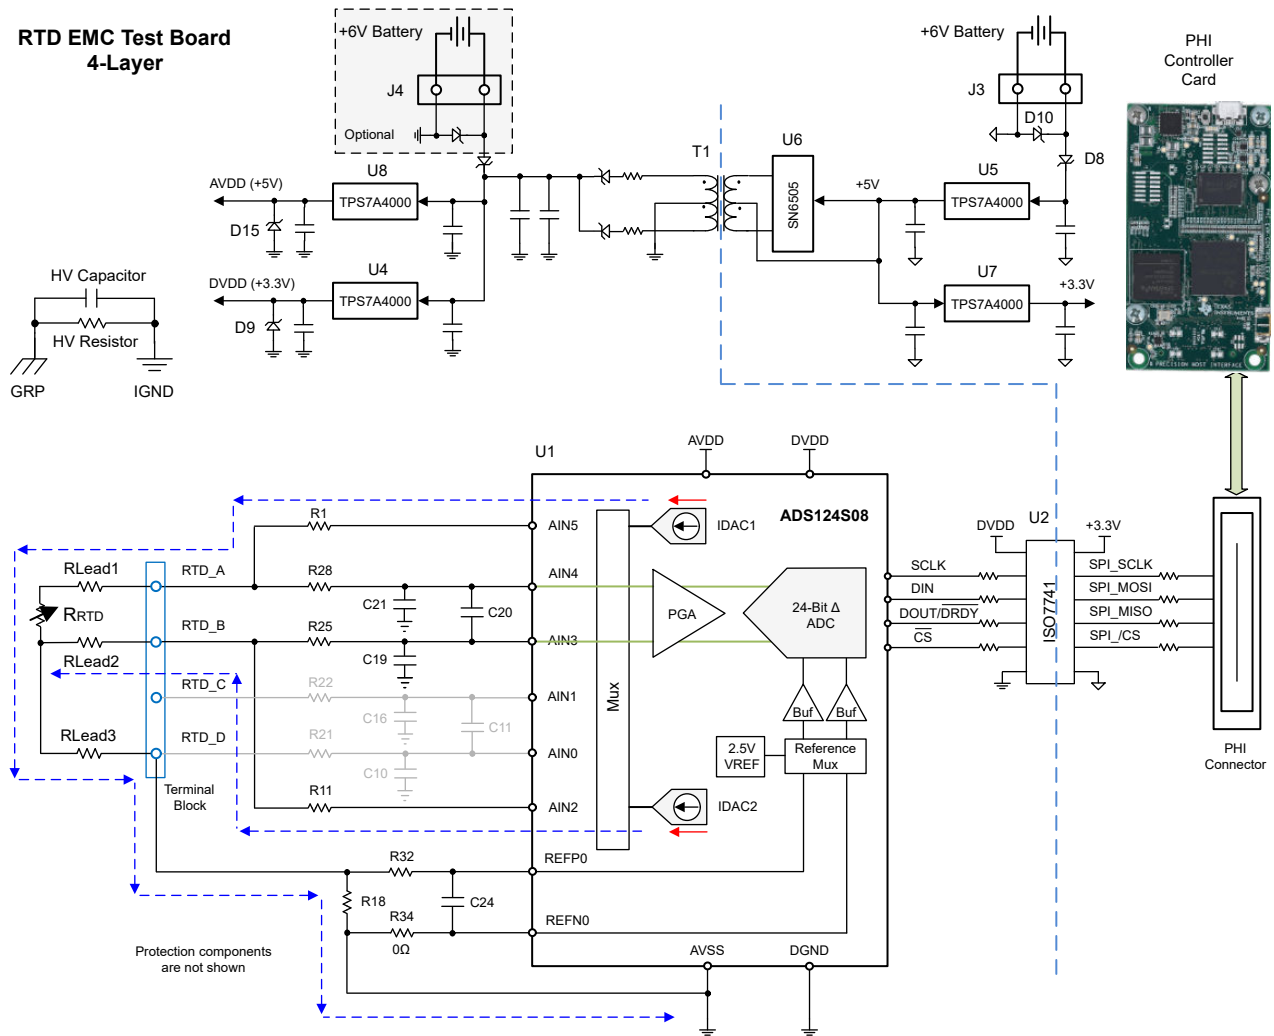 RTD EMC Test Board
4-Layer
+6V Battery
J4
Optional
+6V Battery
J3
D10
D8
PHI
Controller
Card
U8
AVDD (+5V)
TPS7A4000
D15
U4
DVDD (+3.3V)
TPS7A4000
D9
T1
U6
SN6505
+5V
U5
TPS7A4000
U7
TPS7A4000
+3.3V
HV Capacitor
HV Resistor
GRP
IGND
PRECISION HOST INTERFACE
U1
AVDD
DVDD
ADS124S08
R1
AIN5
IDAC1
RLead1
RTD_A
R28
AIN4
C21
C20
RRTD
RTD_B
R25
AIN3
C19
RLead2
PGA
24-Bit Δ
ADC
RTD_C
R22
AIN1
C16
C11
Mux
Buf
Buf
RLead3
RTD_D
R21
AIN0
C10
2.5V
VREF
Reference
Mux
Terminal
Block
R11
AIN2
IDAC2
R32
REFP0
R18
C24
R34
0Ω
REFN0
AVSS
DGND
Protection components
are not shown
U2
DVDD
+3.3V
ISO7741
SCLK
SPI_SCLK
DIN
SPI_MOSI
DOUT/DRDY
SPI_MISO
CS
SPI_/CS
PHI
Connector